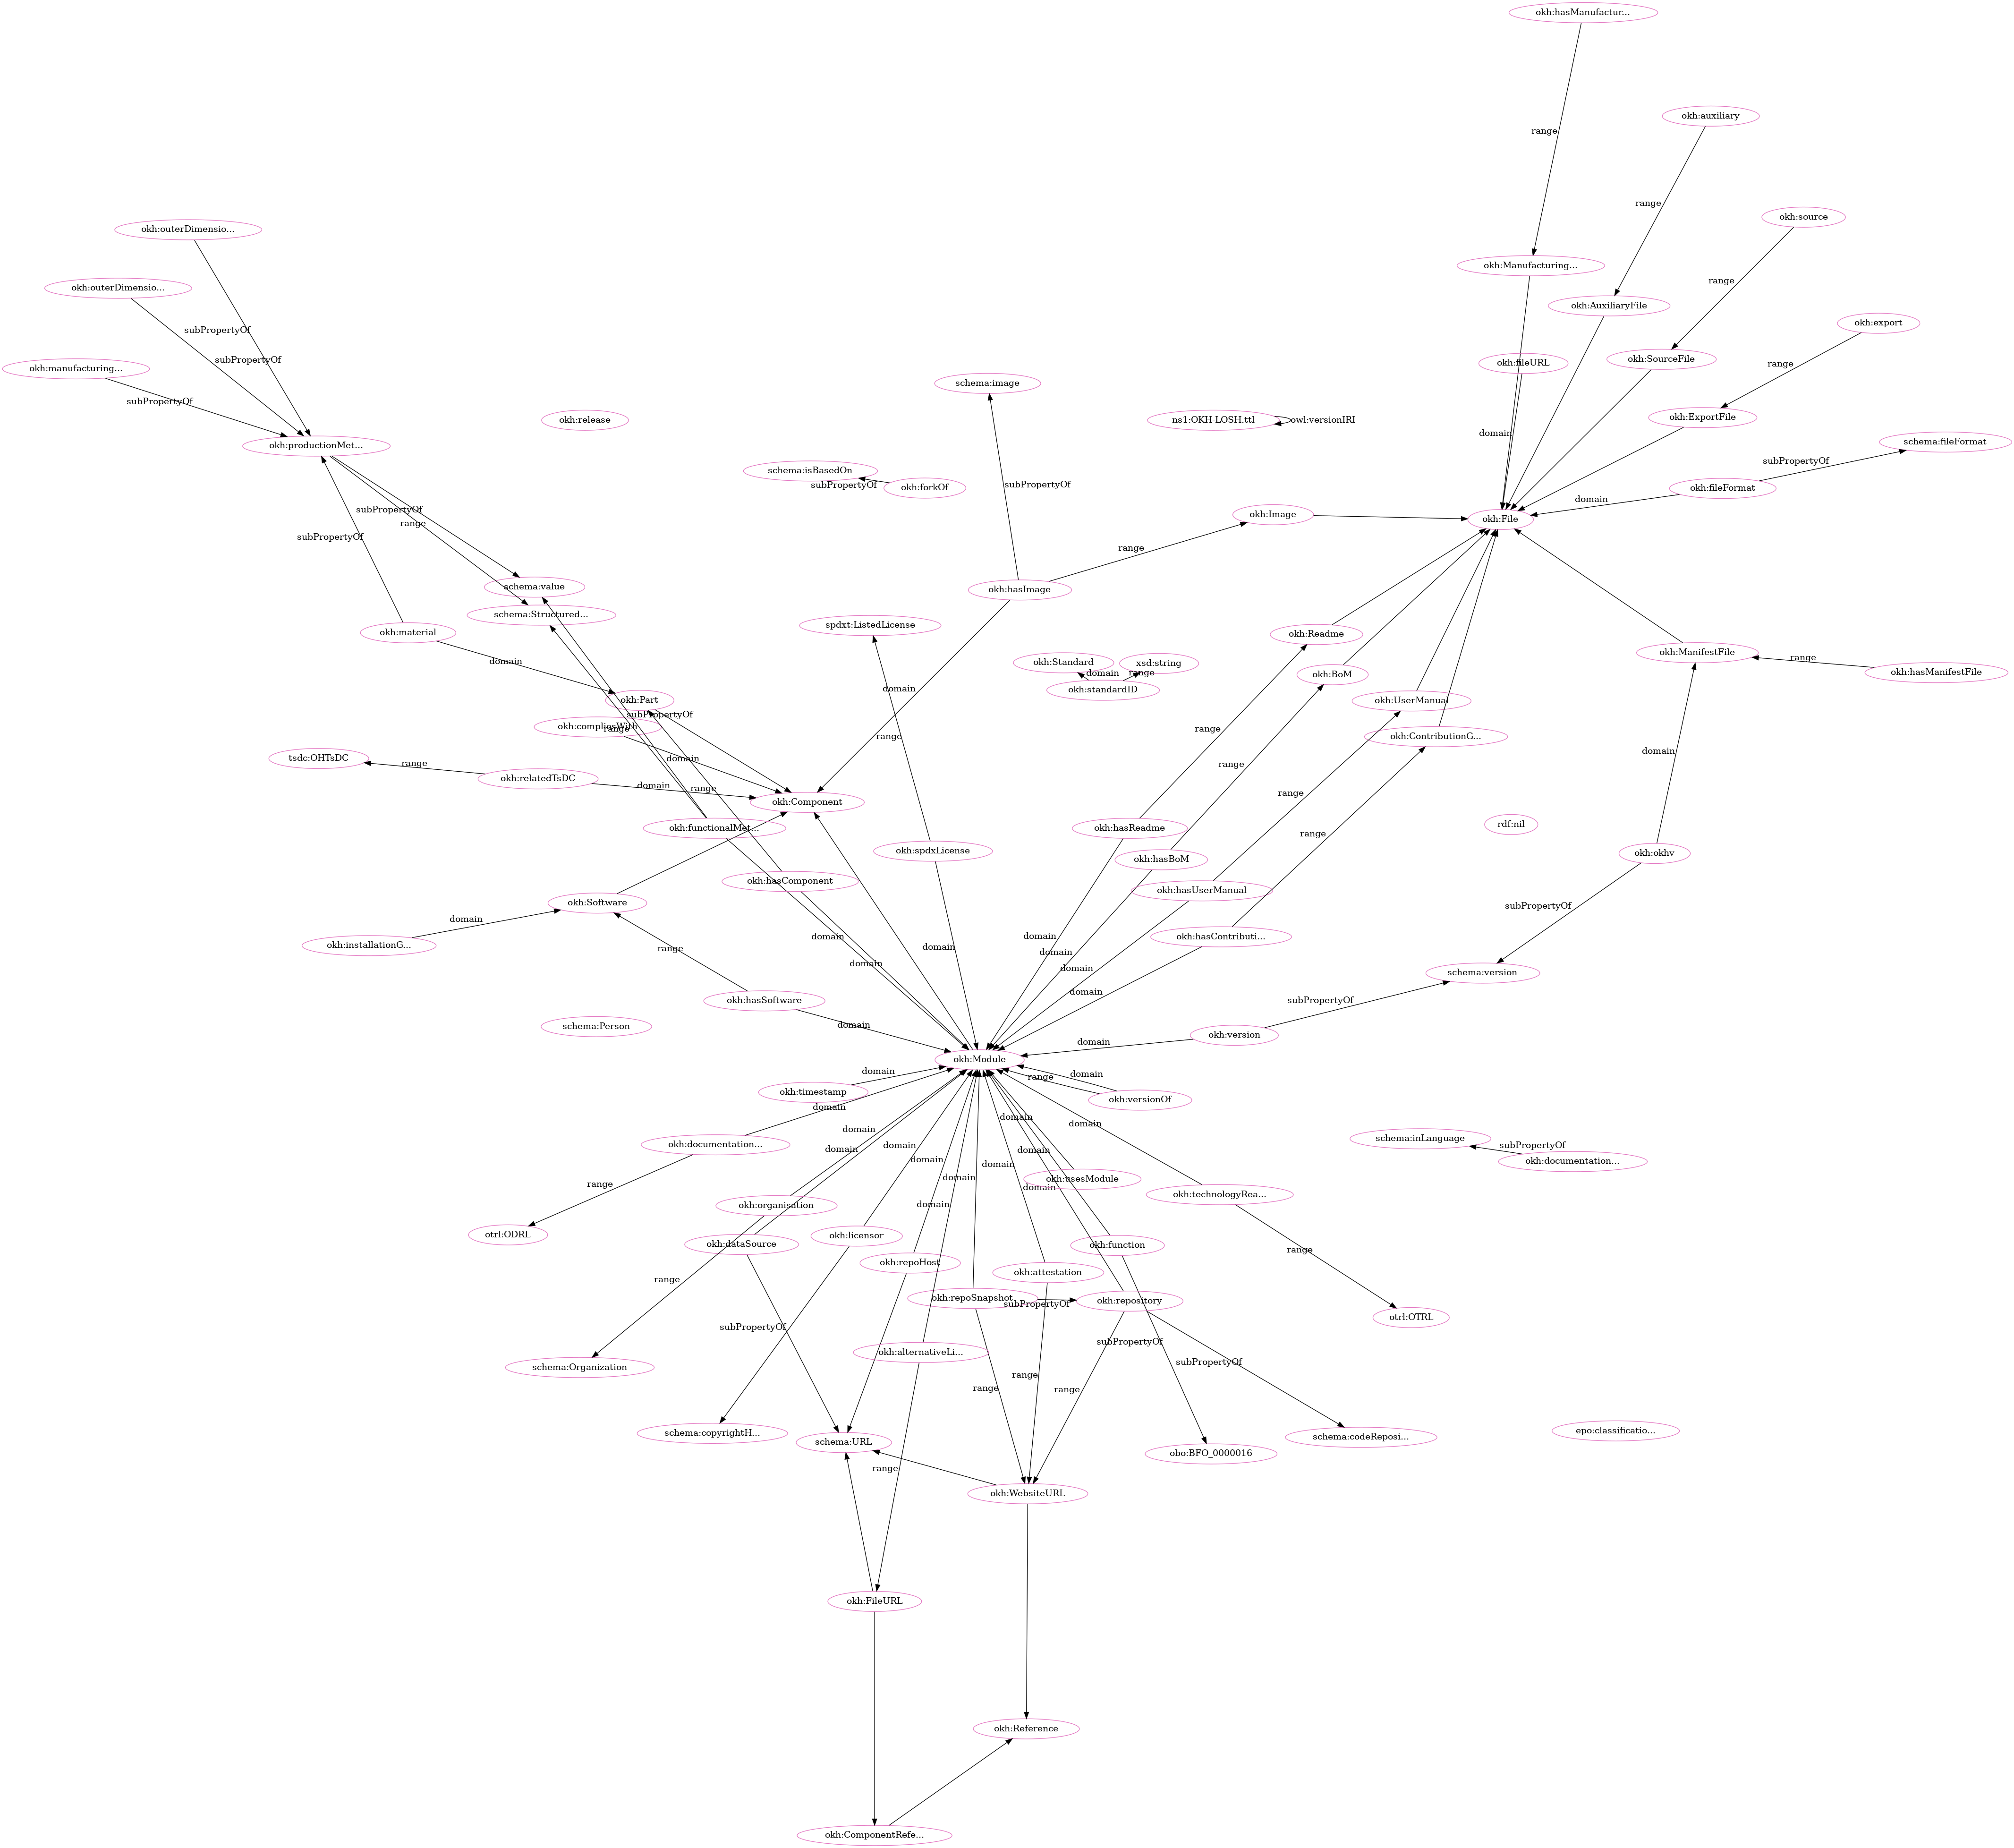 okh:hasManufactur...
okh:auxiliary
range
range
okh:source
okh:outerDimensio...
okh:Manufacturing...
range
okh:outerDimensio...
okh:AuxiliaryFile
okh:export
subPropertyOf
okh:SourceFile
subPropertyOf
okh:fileURL
range
okh:manufacturing...
schema:image
subPropertyOf
okh:release
ns1:OKH-LOSH.ttl
owl:versionIRI
okh:ExportFile
domain
schema:fileFormat
okh:productionMet...
subPropertyOf
schema:isBasedOn
subPropertyOf
okh:forkOf
subPropertyOf
okh:fileFormat
domain
subPropertyOf
range
okh:Image
okh:File
subPropertyOf
range
schema:value
okh:hasImage
schema:Structured...
spdxt:ListedLicense
okh:material
okh:Readme
okh:ManifestFile
range
domain
okh:Standard
xsd:string
domain
range
okh:BoM
okh:hasManifestFile
okh:standardID
domain
okh:Part
okh:UserManual
subPropertyOf
okh:compliesWith
range
range
okh:ContributionG...
domain
tsdc:OHTsDC
range
domain
range
range
okh:relatedTsDC
domain
range
range
okh:Component
rdf:nil
okh:functionalMet...
okh:hasReadme
range
okh:spdxLicense
okh:hasBoM
okh:okhv
okh:hasComponent
okh:hasUserManual
okh:Software
subPropertyOf
domain
okh:installationG...
range
domain
domain
okh:hasContributi...
domain
domain
domain
domain
domain
schema:version
okh:hasSoftware
subPropertyOf
schema:Person
domain
okh:version
domain
okh:Module
domain
range
domain
okh:timestamp
okh:versionOf
domain
domain
domain
domain
okh:documentation...
domain
domain
domain
schema:inLanguage
subPropertyOf
domain
domain
domain
okh:documentation...
range
domain
okh:usesModule
domain
okh:technologyRea...
okh:organisation
domain
otrl:ODRL
okh:dataSource
okh:licensor
okh:function
range
okh:repoHost
okh:attestation
range
okh:repoSnapshot
subPropertyOf
okh:repository
otrl:OTRL
subPropertyOf
subPropertyOf
okh:alternativeLi...
subPropertyOf
schema:Organization
range
range
range
schema:copyrightH...
schema:URL
obo:BFO_0000016
schema:codeReposi...
epo:classificatio...
range
okh:WebsiteURL
okh:FileURL
okh:Reference
okh:ComponentRefe...